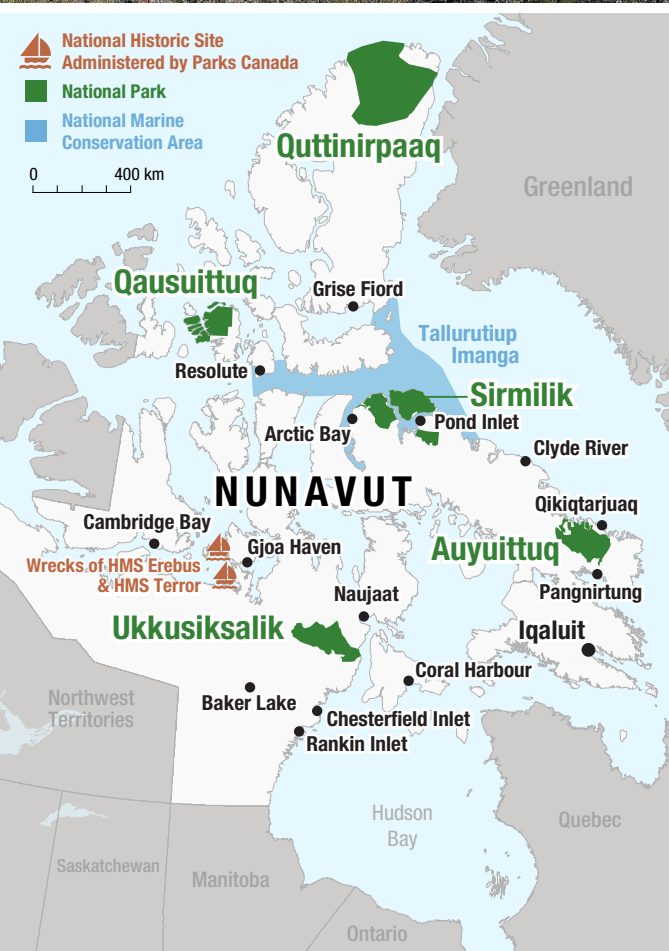 National Historic Site
Administered by Parks Canada
National Park
National Marine
Conservation Area
0 400 km
Quttinirpaaq
Greenland
Qausuittuq
Grise Fiord
Tallurutiup
Imanga
Resolute
Sirmilik
Arctic Bay
Pond Inlet
Clyde River
NUNAVUT
Qikiqtarjuaq
Cambridge Bay
Gjoa Haven
Auyuittuq
Wrecks of HMS Erebus
& HMS Terror
Pangnirtung
Naujaat
Ukkusiksalik
Iqaluit
Coral Harbour
Northwest
Territories
Baker Lake
Chesterfield Inlet
Rankin Inlet
Hudson
Bay
Quebec
Saskatchewan
Manitoba
Ontario